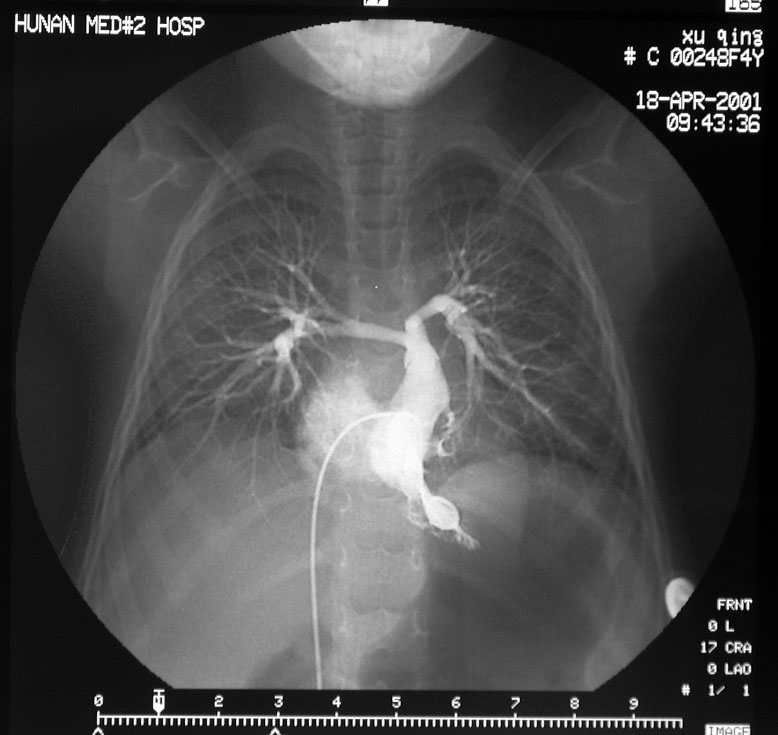 HUNAN MED#2 HOSP
xu qing
# C 00248F4Y
18-APR-2001
09:43:36
FRNT
0 L
17 CRA
0 LAO
# 1/ 1
0 1 2 3 4 5 6 7 8 9
IMAGE